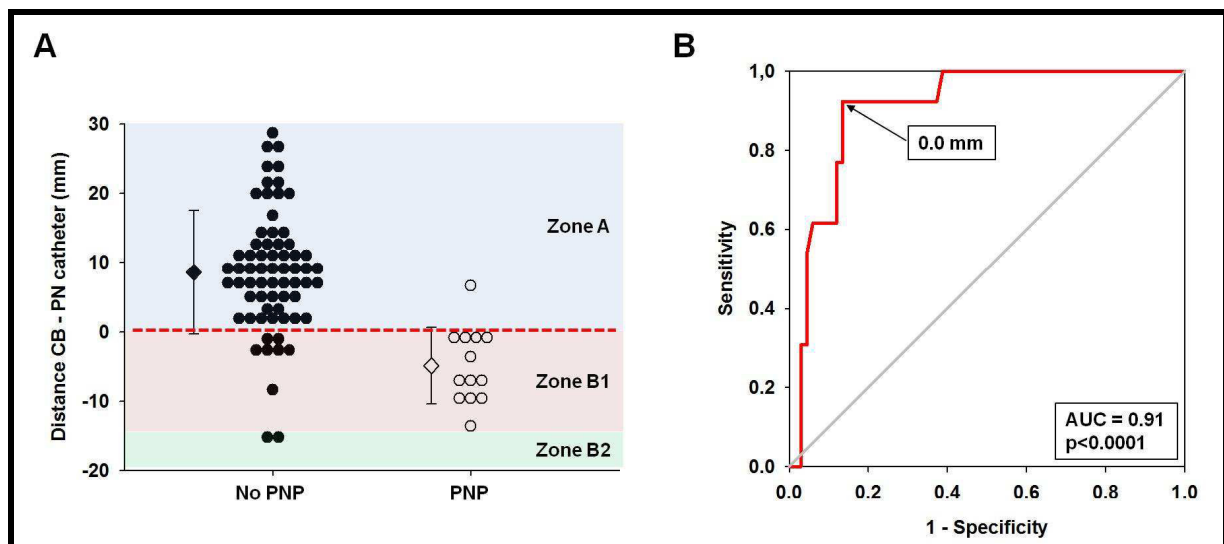 A
Distance CB - PN catheter (mm)
30
20
10
0
-10
-20
Zone A
Zone B1
Zone B2
No PNP
PNP
B
Sensitivity
1,0
0.8
0.6
0.4
0.2
0.0
0.0 mm
AUC = 0.91
p<0.0001
0.0
0.2
0.4
0.6
0.8
1.0
1 - Specificity